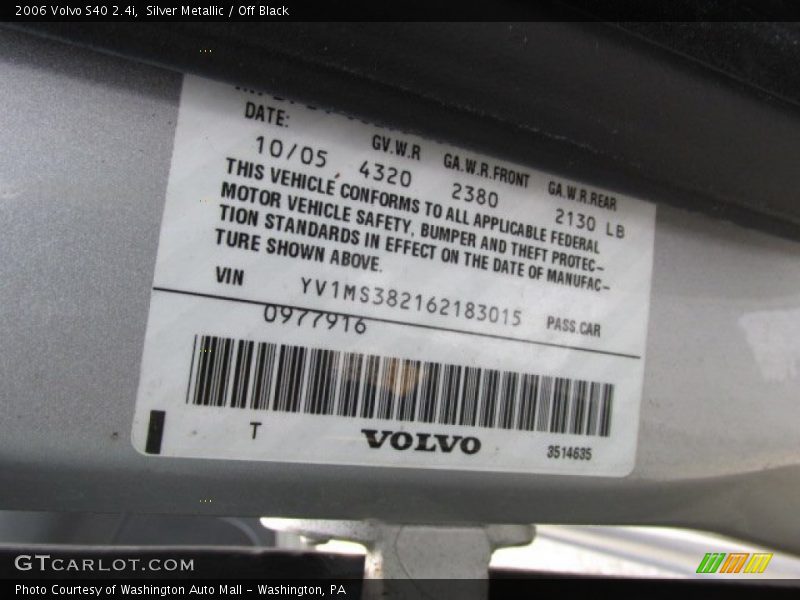 2006 Volvo S40 2.4i, Silver Metallic / Off Black
DATE: GV.W.R GA.W.R.FRONT GA.W.R.REAR
10/05 4320 2380 2130 LB
THIS VEHICLE CONFORMS TO ALL APPLICABLE FEDERAL
MOTOR VEHICLE SAFETY, BUMPER AND THEFT PROTEC-
TION STANDARDS IN EFFECT ON THE DATE OF MANUFAC-
TURE SHOWN ABOVE.
VIN YV1MS382162183015 PASS.CAR
0977916
T VOLVO 3514635
GTCARLOT.COM
Photo Courtesy of Washington Auto Mall - Washington, PA